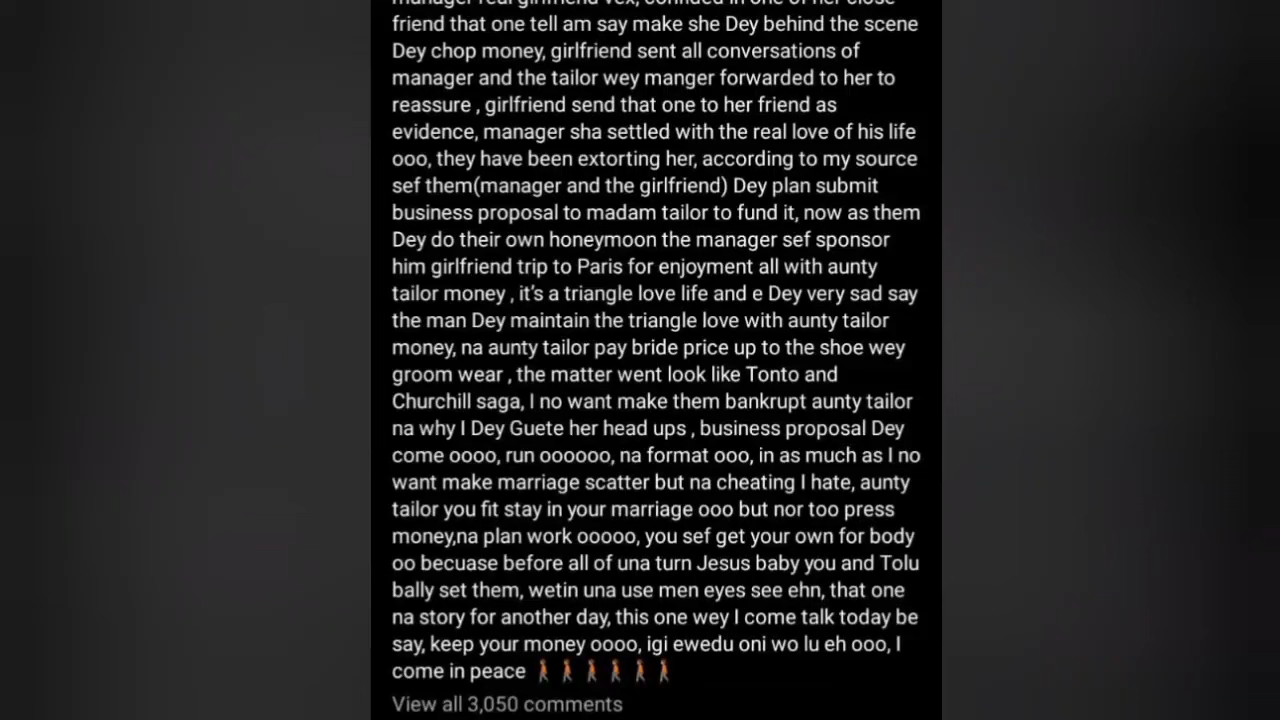 manager real girlfriend vex, confided in one of her close
friend that one tell am say make she Dey behind the scene
Dey chop money, girlfriend sent all conversations of
manager and the tailor wey manger forwarded to her to
reassure , girlfriend send that one to her friend as
evidence, manager sha settled with the real love of his life
ooo, they have been extorting her, according to my source
sef them(manager and the girlfriend) Dey plan submit
business proposal to madam tailor to fund it, now as them
Dey do their own honeymoon the manager sef sponsor
him girlfriend trip to Paris for enjoyment all with aunty
tailor money , it’s a triangle love life and e Dey very sad say
the man Dey maintain the triangle love with aunty tailor
money, na aunty tailor pay bride price up to the shoe wey
groom wear , the matter went look like Tonto and
Churchill saga, I no want make them bankrupt aunty tailor
na why I Dey Guete her head ups , business proposal Dey
come oooo, run oooooo, na format ooo, in as much as I no
want make marriage scatter but na cheating I hate, aunty
tailor you fit stay in your marriage ooo but nor too press
money,na plan work ooooo, you sef get your own for body
oo becuase before all of una turn Jesus baby you and Tolu
bally set them, wetin una use men eyes see ehn, that one
na story for another day, this one wey I come talk today be
say, keep your money oooo, igi ewedu oni wo lu eh ooo, I
come in peace 🚶🚶🚶🚶🚶🚶
View all 3,050 comments